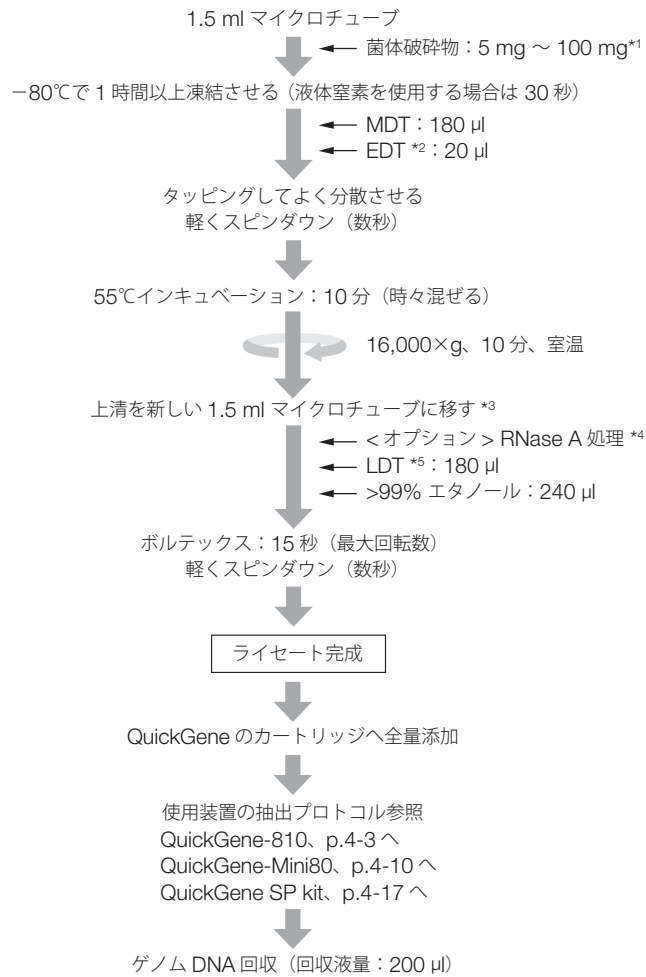 1.5 ml マイクロチューブ
菌体破砕物：5 mg ～ 100 mg*1
－80℃で 1 時間以上凍結させる（液体窒素を使用する場合は 30 秒）
MDT：180 μl
EDT *2：20 μl
タッピングしてよく分散させる
軽くスピンダウン（数秒）
55℃インキュベーション：10 分（時々混ぜる）
16,000×g、10 分、室温
上清を新しい 1.5 ml マイクロチューブに移す *3
< オプション > RNase A 処理 *4
LDT *5：180 μl
>99% エタノール：240 μl
ボルテックス：15 秒（最大回転数）
軽くスピンダウン（数秒）
ライセート完成
QuickGene のカートリッジへ全量添加
使用装置の抽出プロトコル参照
QuickGene-810、p.4-3 へ
QuickGene-Mini80、p.4-10 へ
QuickGene SP kit、p.4-17 へ
ゲノム DNA 回収（回収液量：200 μl）